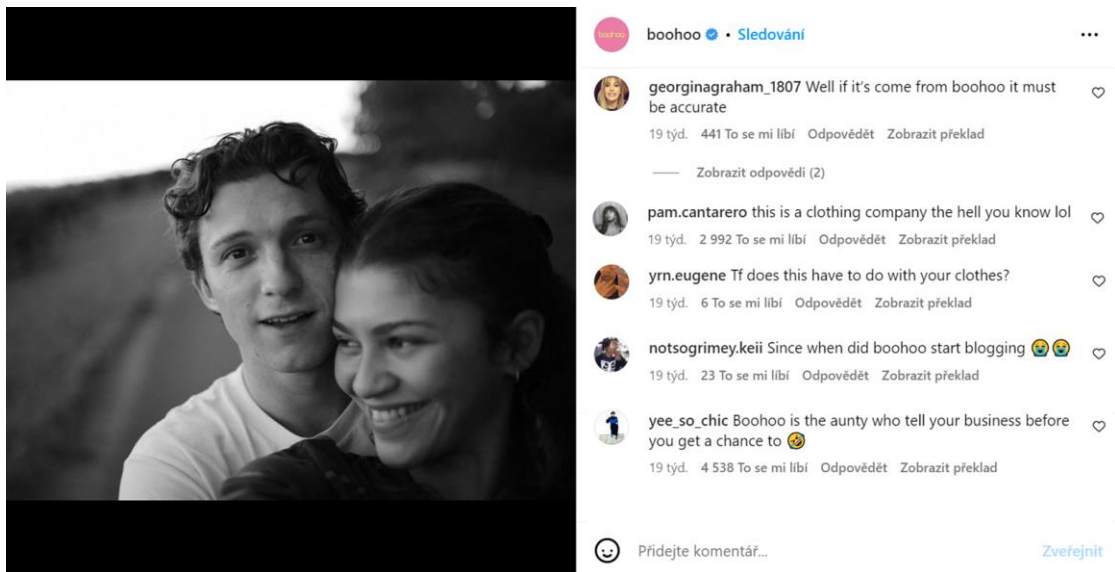 boohoo
boohoo • Sledování
georginagraham_1807 Well if it's come from boohoo it must
be accurate
19 týd. 441 To se mi líbí Odpovědět Zobrazit překlad
Zobrazit odpovědi (2)
pam.cantarero this is a clothing company the hell you know lol
19 týd. 2 992 To se mi líbí Odpovědět Zobrazit překlad
yrn.eugene Tf does this have to do with your clothes?
19 týd. 6 To se mi líbí Odpovědět Zobrazit překlad
notsogrimey.keii Since when did boohoo start blogging 😭😭
19 týd. 23 To se mi líbí Odpovědět Zobrazit překlad
yee_so_chic Boohoo is the aunty who tell your business before
you get a chance to 🤣
19 týd. 4 538 To se mi líbí Odpovědět Zobrazit překlad
Přidejte komentář...
Zveřejnit